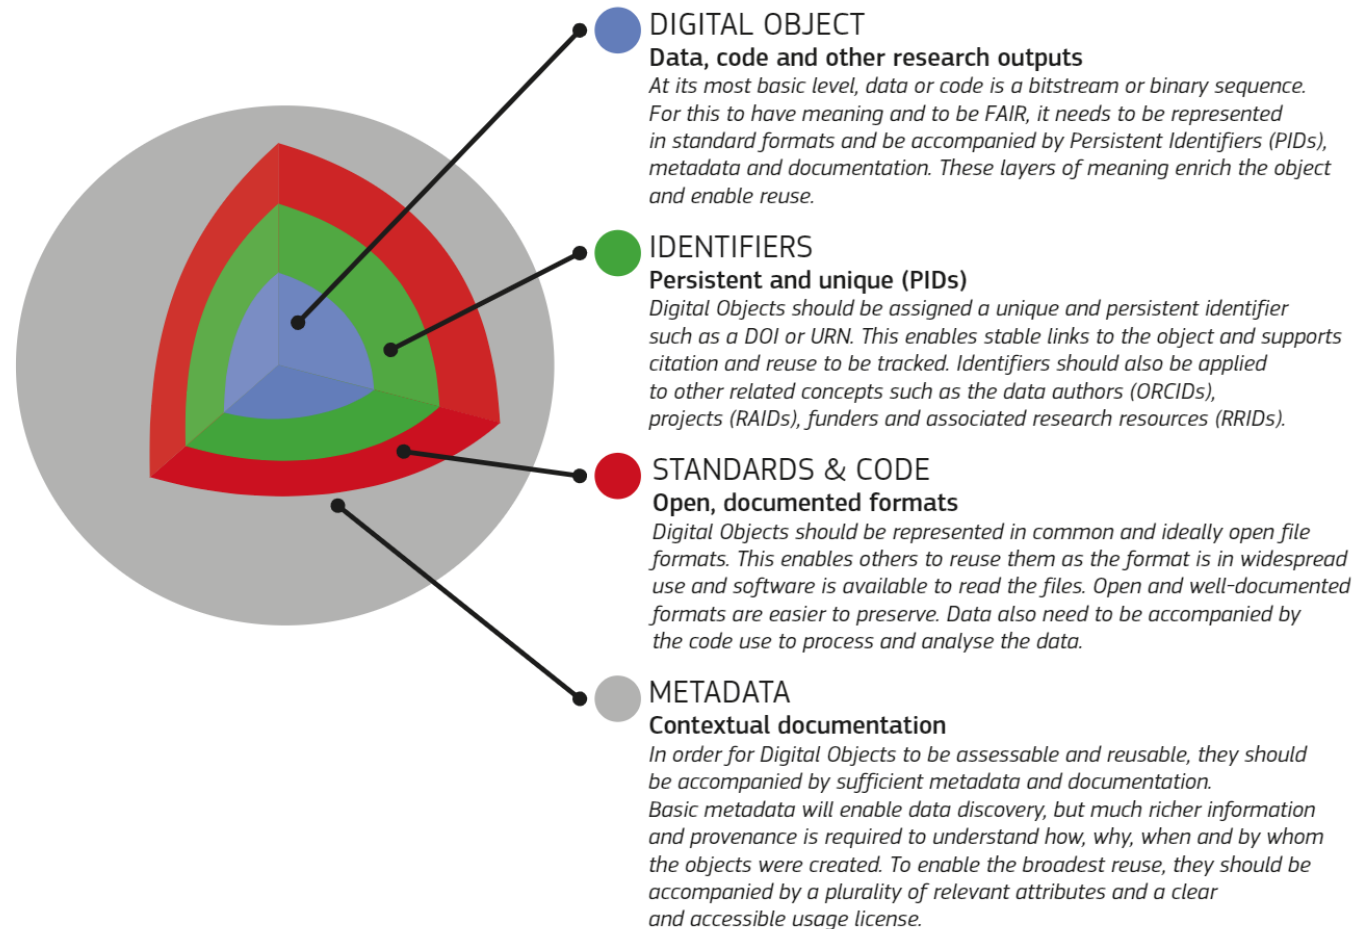 DIGITAL OBJECT
Data, code and other research outputs
At its most basic level, data or code is a bitstream or binary sequence.
For this to have meaning and to be FAIR, it needs to be represented
in standard formats and be accompanied by Persistent Identifiers (PIDs),
metadata and documentation. These layers of meaning enrich the object
and enable reuse.
IDENTIFIERS
Persistent and unique (PIDs)
Digital Objects should be assigned a unique and persistent identifier
such as a DOI or URN. This enables stable links to the object and supports
citation and reuse to be tracked. Identifiers should also be applied
to other related concepts such as the data authors (ORCIDs),
projects (RAIDs), funders and associated research resources (RRIDs).
STANDARDS & CODE
Open, documented formats
Digital Objects should be represented in common and ideally open file
formats. This enables others to reuse them as the format is in widespread
use and software is available to read the files. Open and well-documented
formats are easier to preserve. Data also need to be accompanied by
the code use to process and analyse the data.
METADATA
Contextual documentation
In order for Digital Objects to be assessable and reusable, they should
be accompanied by sufficient metadata and documentation.
Basic metadata will enable data discovery, but much richer information
and provenance is required to understand how, why, when and by whom
the objects were created. To enable the broadest reuse, they should be
accompanied by a plurality of relevant attributes and a clear
and accessible usage license.